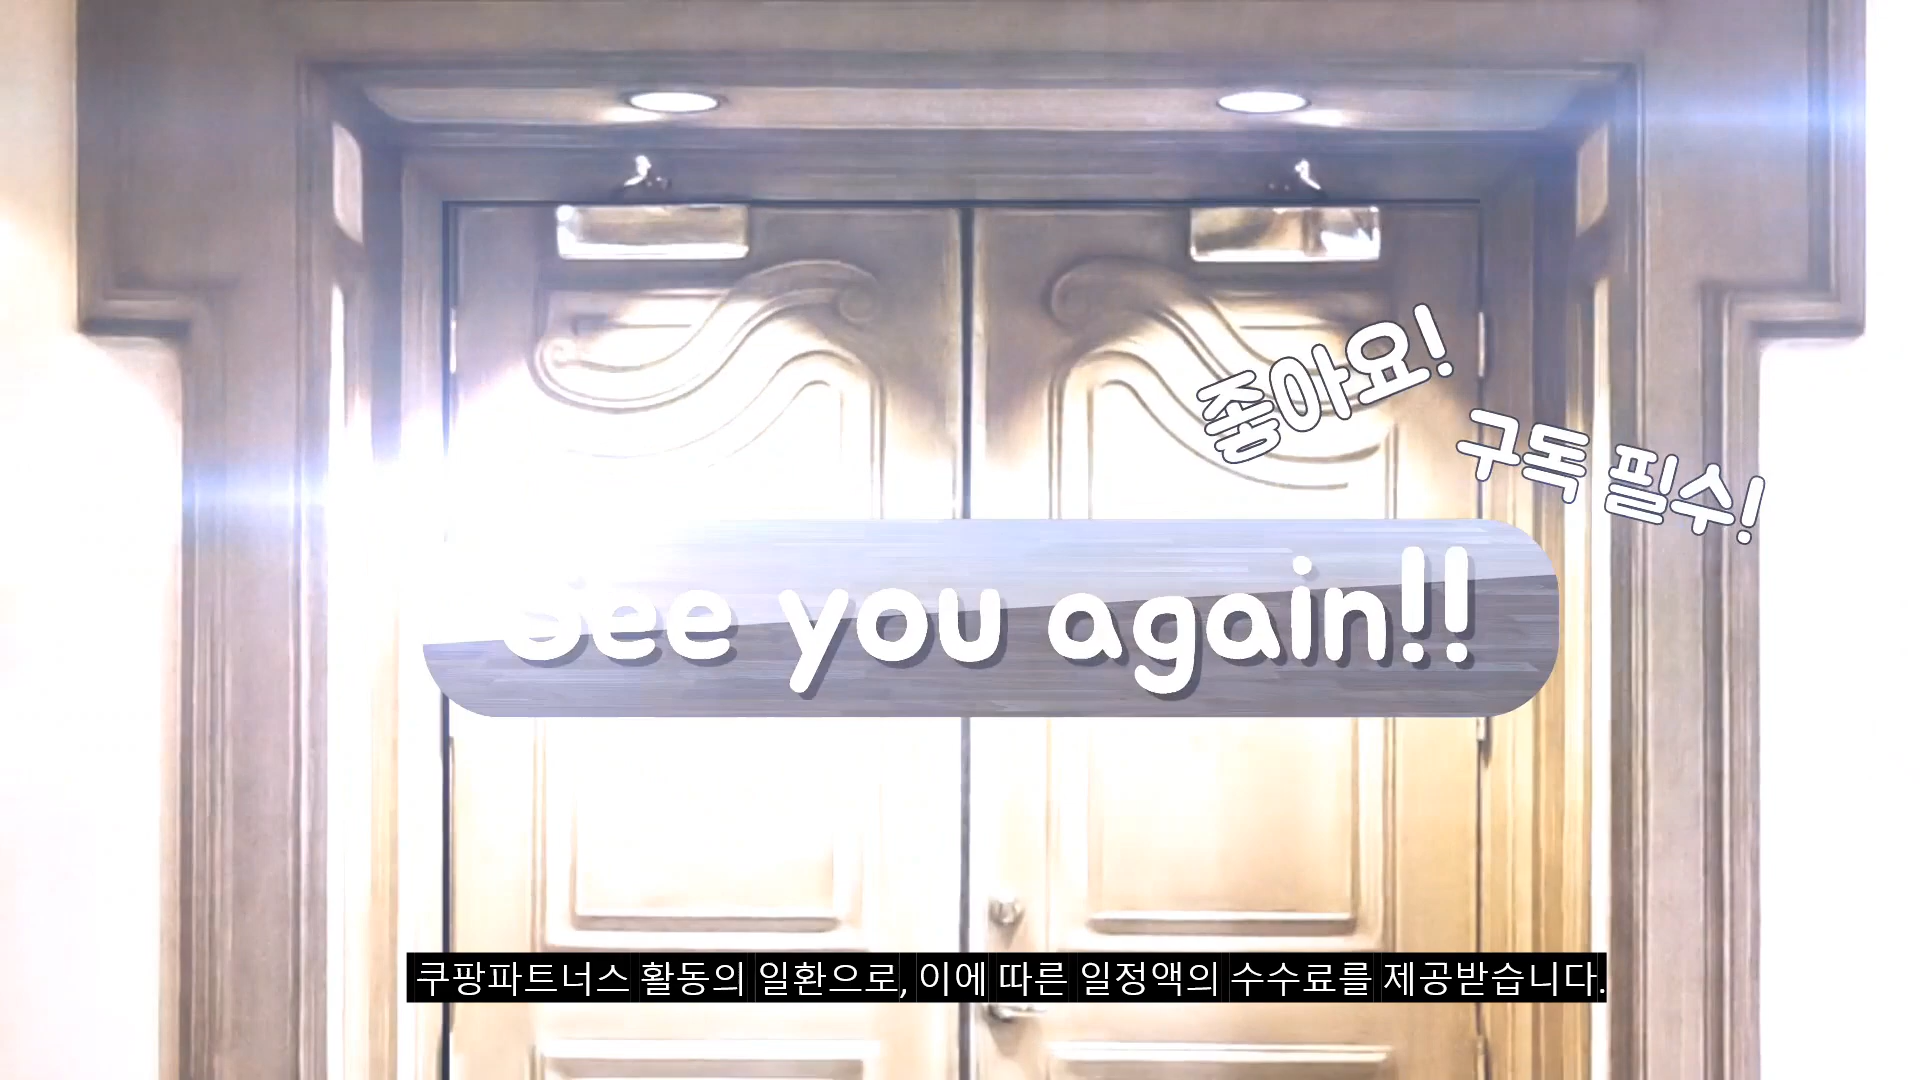 좋아요!
구독 필수!
See you again!!
쿠팡파트너스 활동의 일환으로, 이에 따른 일정액의 수수료를 제공받습니다.